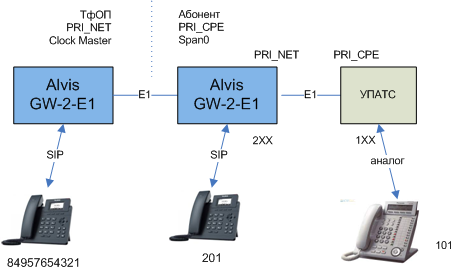 ТфОП
PRI_NET
Clock Master
Абонент
PRI_CPE
Span0
PRI_NET
PRI_CPE
Alvis
GW-2-E1
E1
Alvis
GW-2-E1
E1
УПАТС
2XX
1XX
SIP
SIP
аналог
84957654321
201
101